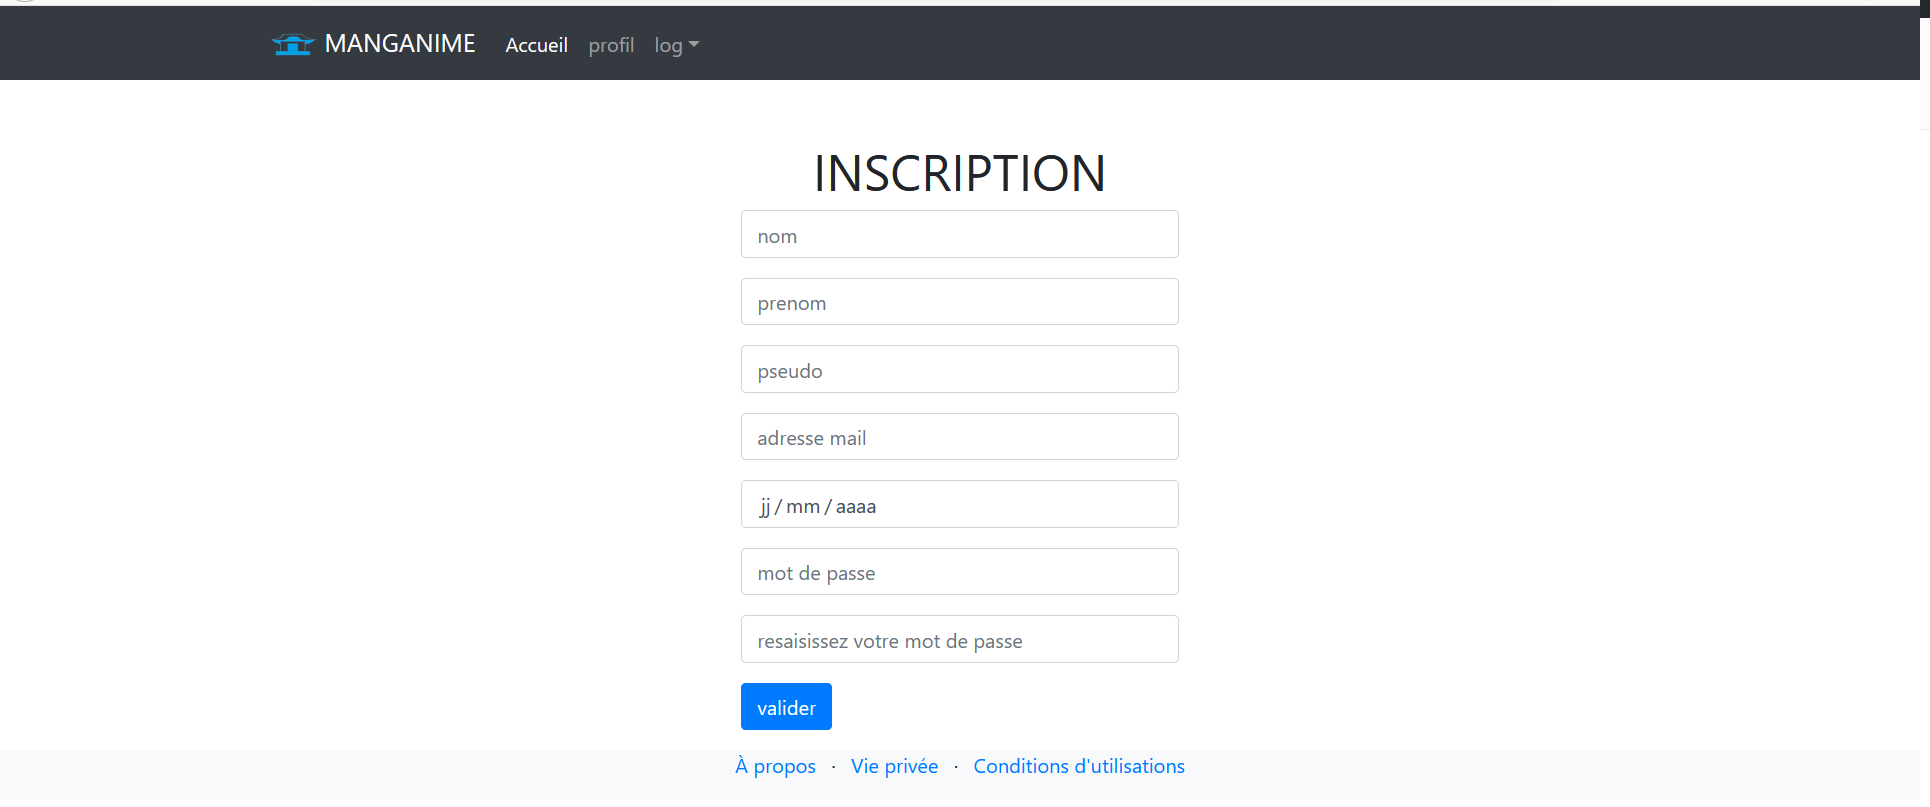 MANGANIME Accueil profil log
INSCRIPTION
nom
prenom
pseudo
adresse mail
jj / mm / aaaa
mot de passe
resaisissez votre mot de passe
valider
À propos · Vie privée · Conditions d'utilisations